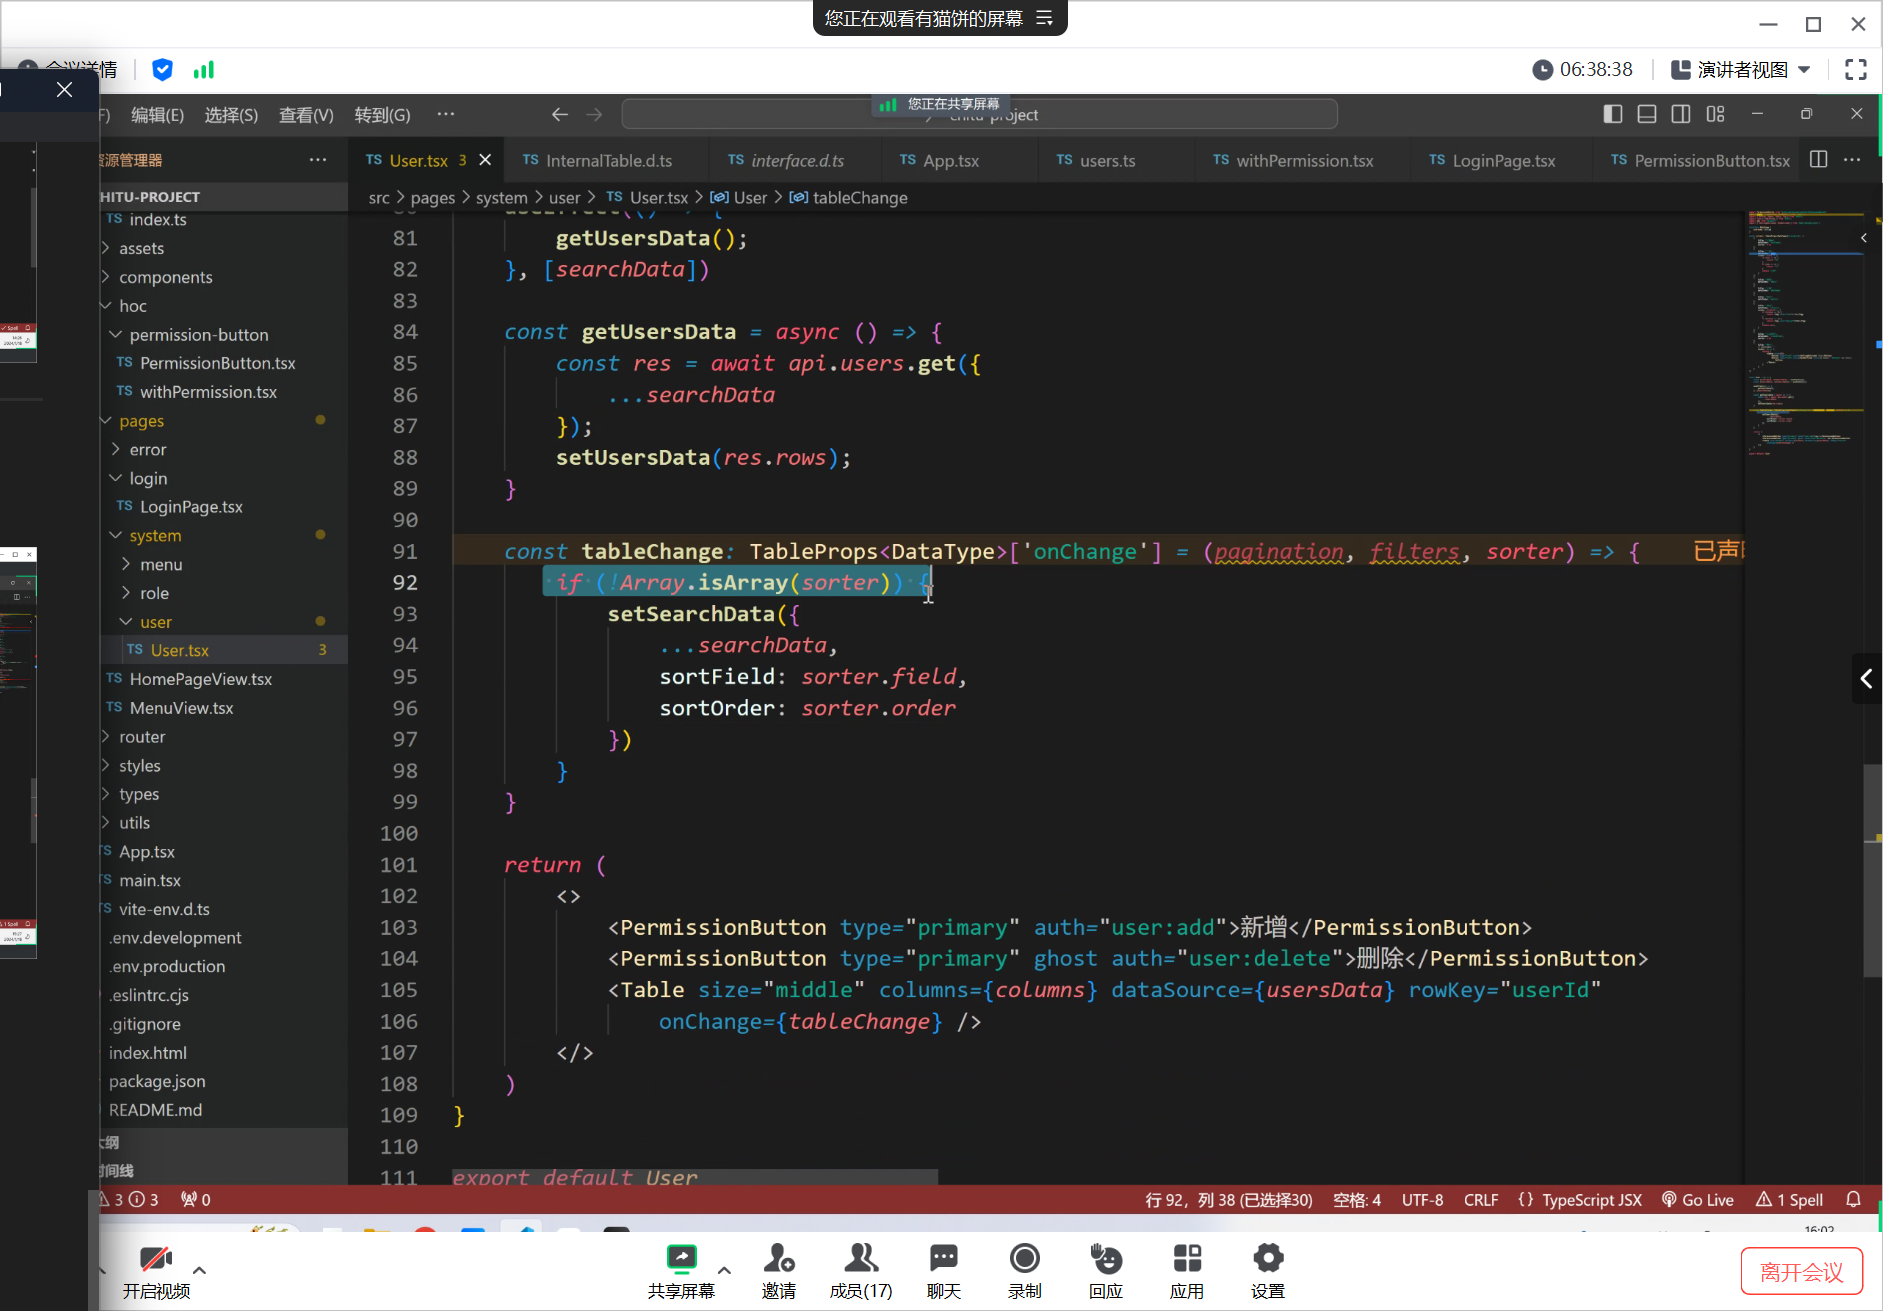 您正在观看有猫饼的屏幕
会议详情
06:38:38
演讲者视图
编辑(E) 选择(S) 查看(V) 转到(G) ···
您正在共享屏幕
chitu-project
资源管理器 ···
TS User.tsx 3
TS InternalTable.d.ts
TS interface.d.ts
TS App.tsx
TS users.ts
TS withPermission.tsx
TS LoginPage.tsx
TS PermissionButton.tsx
HITU-PROJECT
src > pages > system > user > TS User.tsx > User > tableChange
TS index.ts
assets
components
hoc
permission-button
TS PermissionButton.tsx
TS withPermission.tsx
pages
error
login
TS LoginPage.tsx
system
menu
role
user
TS User.tsx 3
TS HomePageView.tsx
TS MenuView.tsx
router
styles
types
utils
TS App.tsx
TS main.tsx
TS vite-env.d.ts
.env.development
.env.production
.eslintrc.cjs
.gitignore
index.html
package.json
README.md
大纲
时间线
81 getUsersData();
82 }, [searchData])
83
84 const getUsersData = async () => {
85 const res = await api.users.get({
86 ...searchData
87 });
88 setUsersData(res.rows);
89 }
90
91 const tableChange: TableProps<DataType>['onChange'] = (pagination, filters, sorter) => { 已声
92 if (!Array.isArray(sorter)) {
93 setSearchData({
94 ...searchData,
95 sortField: sorter.field,
96 sortOrder: sorter.order
97 })
98 }
99 }
100
101 return (
102 <>
103 <PermissionButton type="primary" auth="user:add">新增</PermissionButton>
104 <PermissionButton type="primary" ghost auth="user:delete">删除</PermissionButton>
105 <Table size="middle" columns={columns} dataSource={usersData} rowKey="userId"
106 onChange={tableChange} />
107 </>
108 )
109 }
110
111 export default User
3 3 0
行 92，列 38 (已选择30) 空格: 4 UTF-8 CRLF {} TypeScript JSX Go Live 1 Spell
16:02
开启视频
共享屏幕
邀请
成员(17)
聊天
录制
回应
应用
设置
离开会议